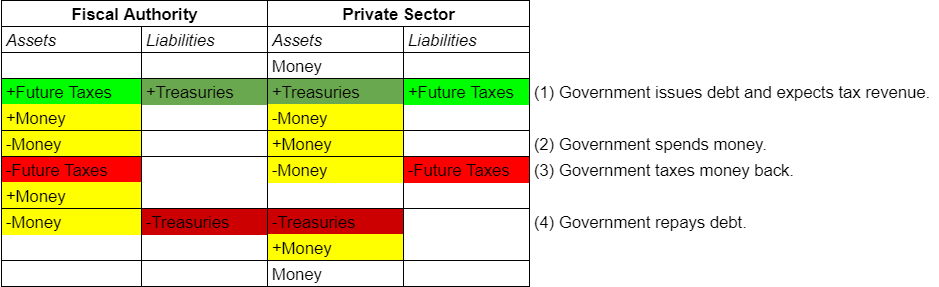 Fiscal Authority Private Sector
Assets Liabilities Assets Liabilities
Money
+Future Taxes +Treasuries +Treasuries +Future Taxes (1) Government issues debt and expects tax revenue.
+Money -Money
-Money +Money (2) Government spends money.
-Future Taxes -Money -Future Taxes (3) Government taxes money back.
+Money
-Money -Treasuries -Treasuries (4) Government repays debt.
+Money
Money